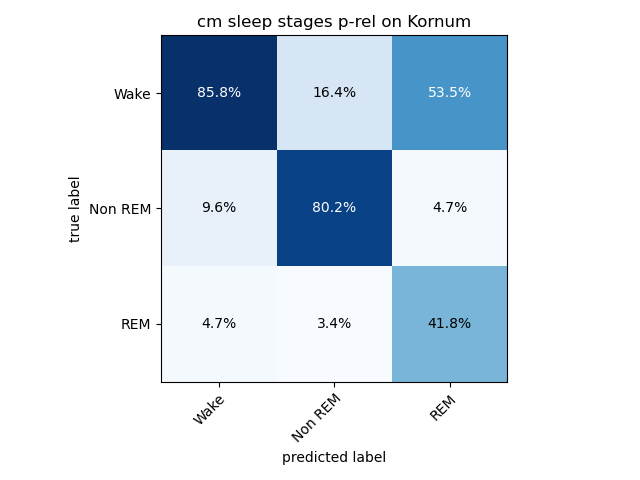 cm sleep stages p-rel on Kornum
Wake 85.8% 16.4% 53.5%
Non REM 9.6% 80.2% 4.7%
REM 4.7% 3.4% 41.8%
true label
Wake Non REM REM
predicted label